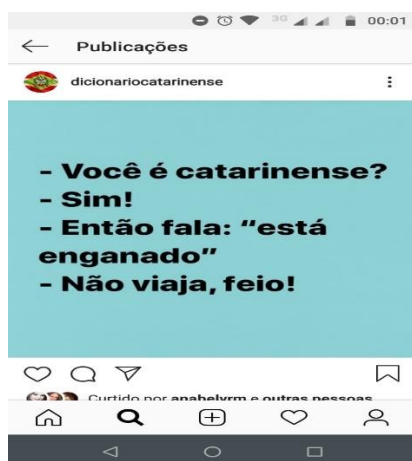 3G 00:01
Publicações
dicionariocatarinense
- Você é catarinense?
- Sim!
- Então fala: “está
enganado”
- Não viaja, feio!
Curtido por anabelyrm e outras pessoas